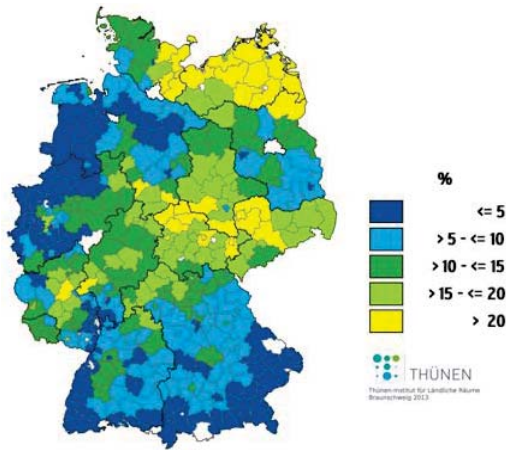 %
<= 5
> 5 - <= 10
> 10 - <= 15
> 15 - <= 20
> 20
THÜNEN
Thünen-Institut für Ländliche Räume
Braunschweig 2013